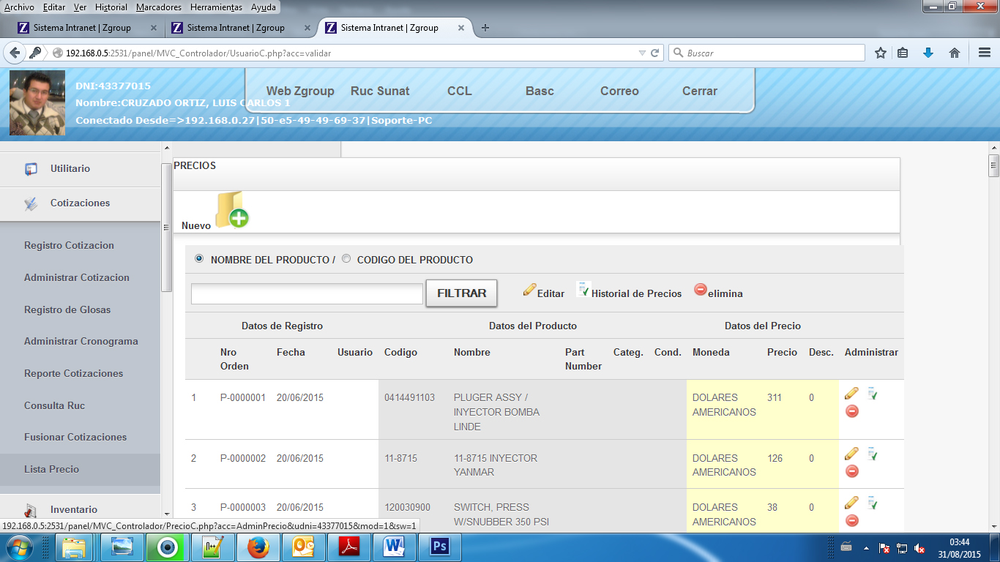 Archivo Editar Ver Historial Marcadores Herramientas Ayuda
Sistema Intranet | Zgroup
Sistema Intranet | Zgroup
Sistema Intranet | Zgroup
192.168.0.5:2531/panel/MVC_Controlador/UsuarioC.php?acc=validar
Buscar
DNI:43377015
Nombre:CRUZADO ORTIZ, LUIS CARLOS 1
Conectado Desde=>192.168.0.27|50-e5-49-49-69-37|Soporte-PC
Web Zgroup Ruc Sunat CCL Basc Correo Cerrar
Utilitario
Cotizaciones
Registro Cotizacion
Administrar Cotizacion
Registro de Glosas
Administrar Cronograma
Reporte Cotizaciones
Consulta Ruc
Fusionar Cotizaciones
Lista Precio
Inventario
PRECIOS
Nuevo
NOMBRE DEL PRODUCTO / CODIGO DEL PRODUCTO
FILTRAR Editar Historial de Precios elimina
Datos de Registro Datos del Producto Datos del Precio
Nro Orden Fecha Usuario Codigo Nombre Part Number Categ. Cond. Moneda Precio Desc. Administrar
1 P-0000001 20/06/2015 0414491103 PLUGER ASSY / DOLARES 311 0
INYECTOR BOMBA AMERICANOS
LINDE
2 P-0000002 20/06/2015 11-8715 11-8715 INYECTOR DOLARES 126 0
YANMAR AMERICANOS
3 P-0000003 20/06/2015 120030900 SWITCH, PRESS DOLARES 38 0
W/SNUBBER 350 PSI AMERICANOS
192.168.0.5:2531/panel/MVC_Controlador/PrecioC.php?acc=AdminPrecio&udni=43377015&mod=1&sw=1
03:44
31/08/2015